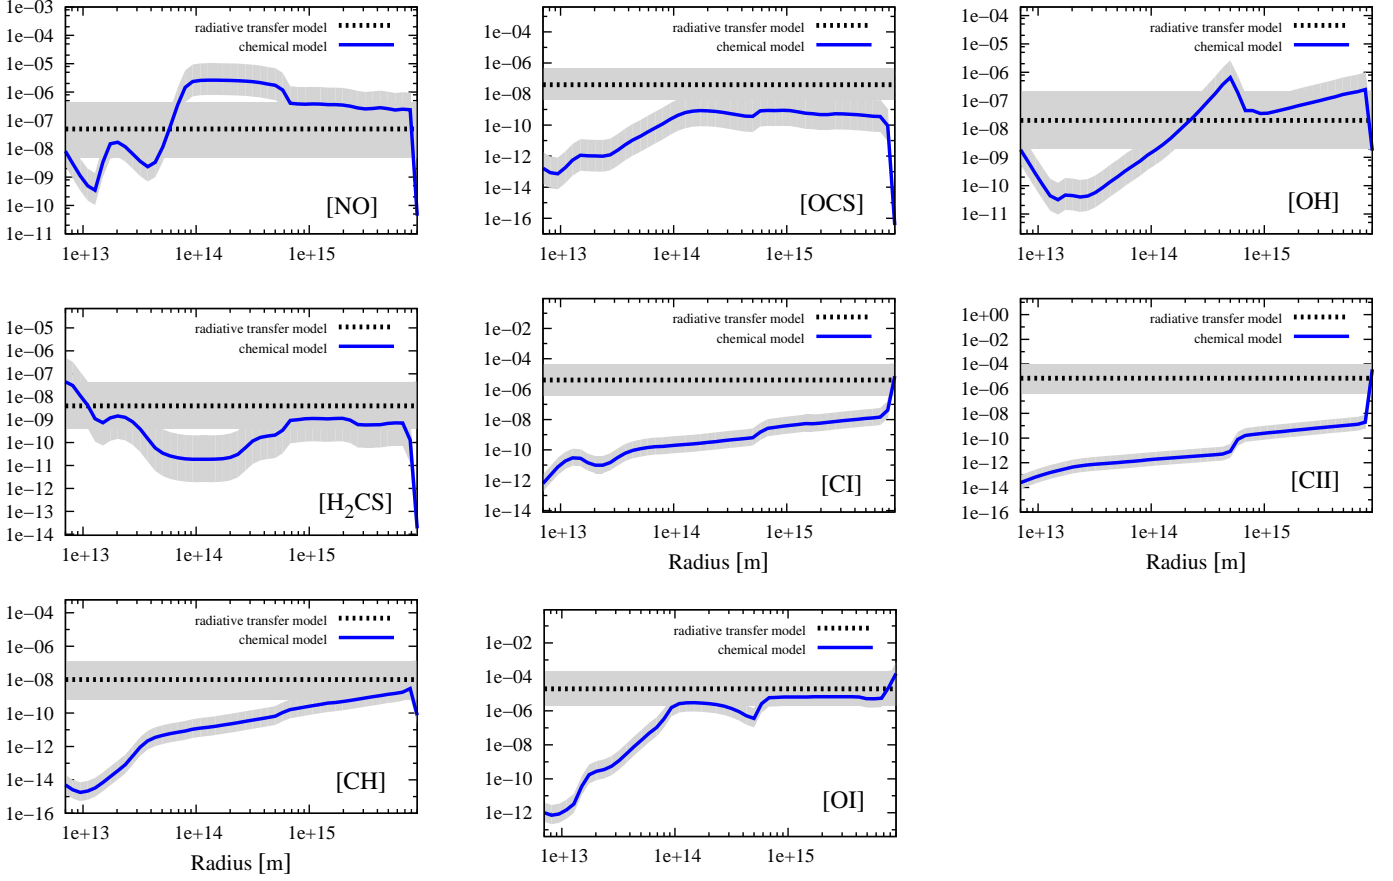 1e−03
1e−04
1e−05
1e−06
1e−07
1e−08
1e−09
1e−10
1e−11
radiative transfer model
chemical model
[NO]
1e+13 1e+14 1e+15
1e−04
1e−06
1e−08
1e−10
1e−12
1e−14
1e−16
radiative transfer model
chemical model
[OCS]
1e+13 1e+14 1e+15
1e−04
1e−05
1e−06
1e−07
1e−08
1e−09
1e−10
1e−11
radiative transfer model
chemical model
[OH]
1e+13 1e+14 1e+15
1e−05
1e−06
1e−07
1e−08
1e−09
1e−10
1e−11
1e−12
1e−13
1e−14
radiative transfer model
chemical model
[H₂CS]
1e+13 1e+14 1e+15
1e−02
1e−04
1e−06
1e−08
1e−10
1e−12
1e−14
radiative transfer model
chemical model
[CI]
1e+13 1e+14 1e+15
Radius [m]
1e+00
1e−02
1e−04
1e−06
1e−08
1e−10
1e−12
1e−14
1e−16
radiative transfer model
chemical model
[CII]
1e+13 1e+14 1e+15
Radius [m]
1e−04
1e−06
1e−08
1e−10
1e−12
1e−14
1e−16
radiative transfer model
chemical model
[CH]
1e+13 1e+14 1e+15
Radius [m]
1e−02
1e−04
1e−06
1e−08
1e−10
1e−12
radiative transfer model
chemical model
[OI]
1e+13 1e+14 1e+15